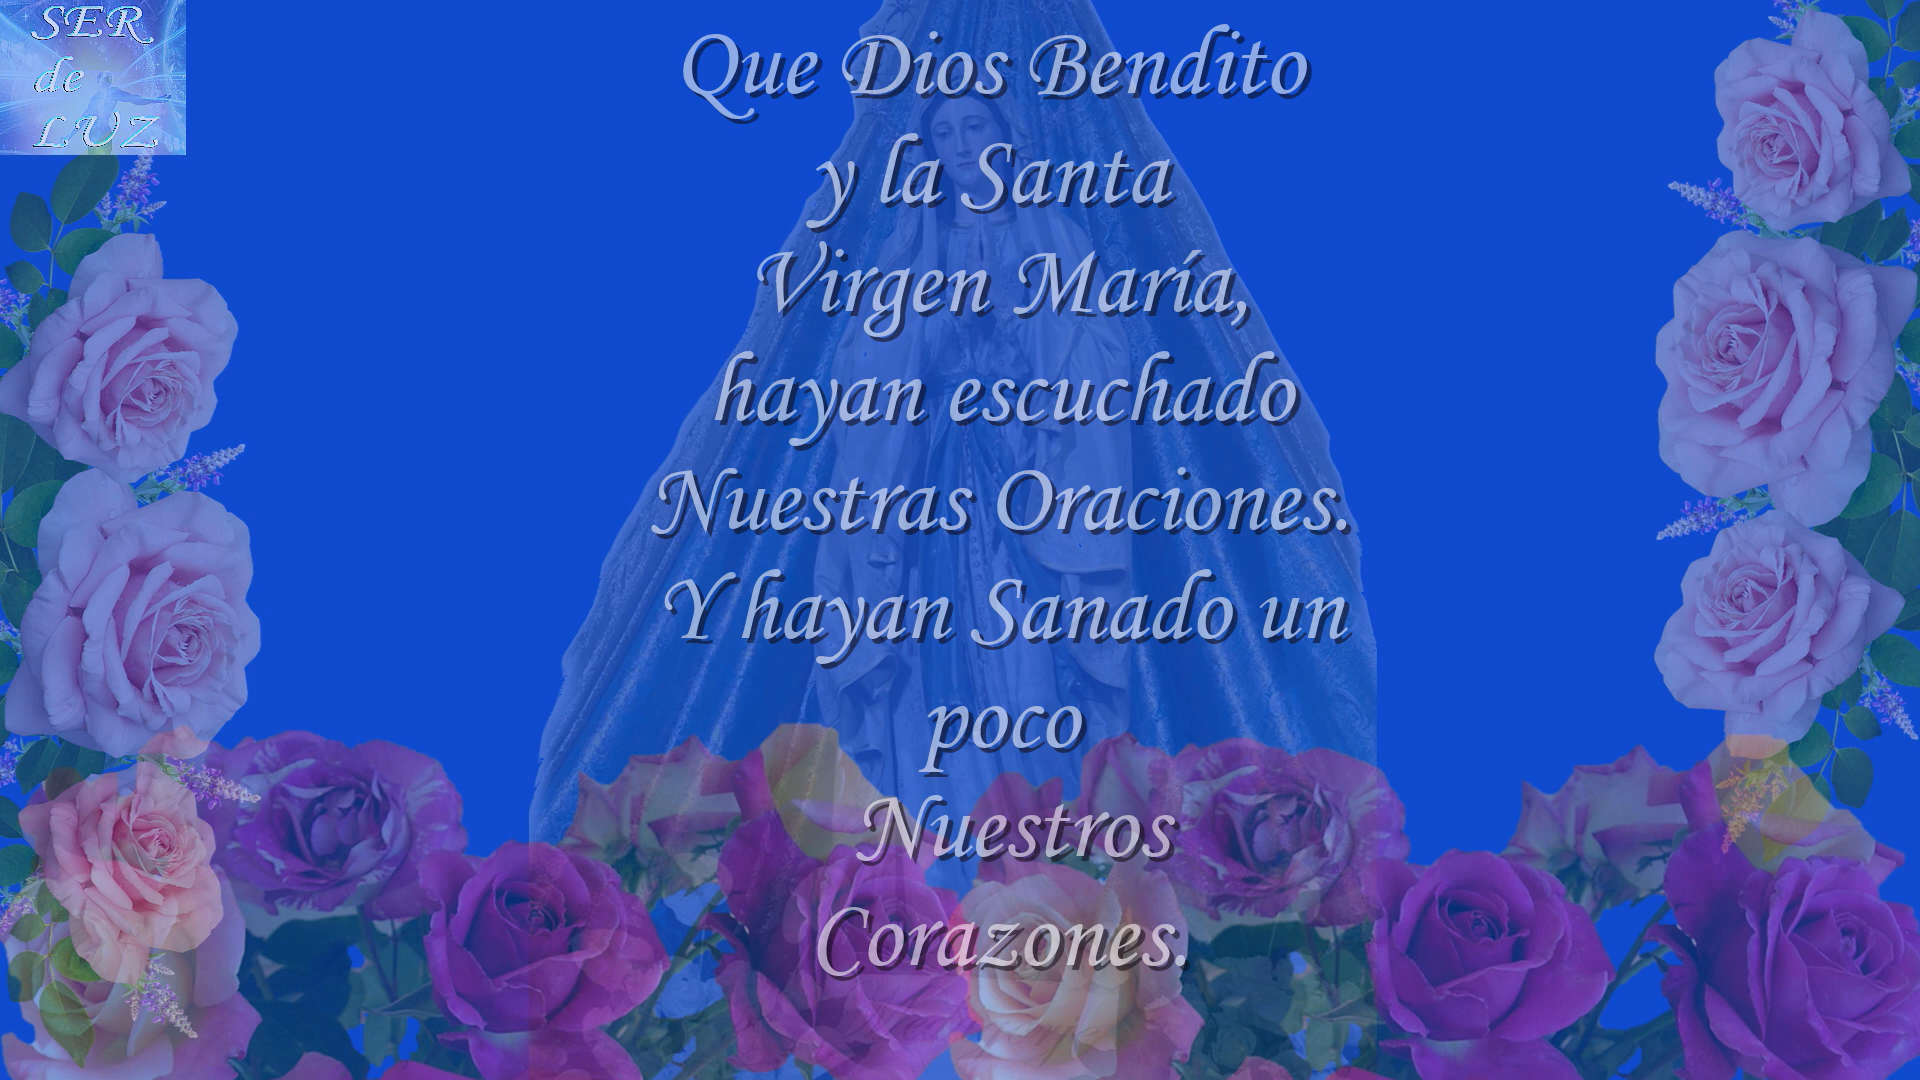 SER
de
LUZ
Que Dios Bendito
y la Santa
Virgen María,
hayan escuchado
Nuestras Oraciones.
Y hayan Sanado un
poco
Nuestros
Corazones.